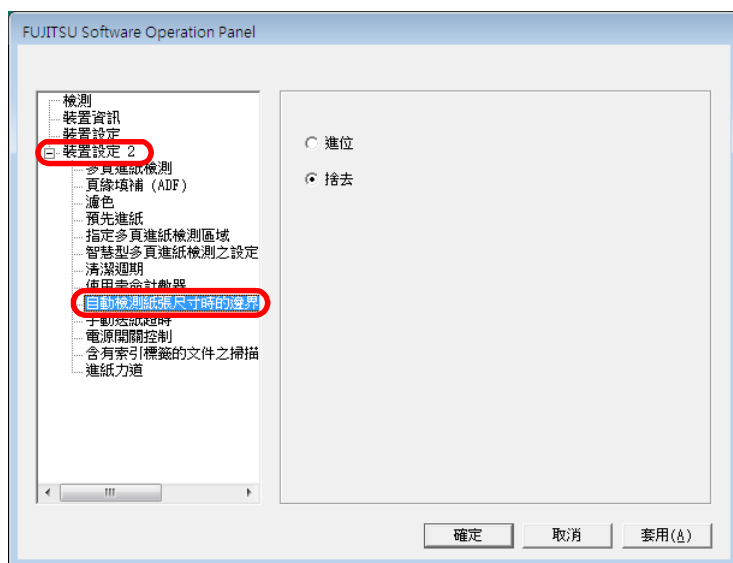 FUJITSU Software Operation Panel
檢測
裝置資訊
裝置設定
裝置設定 2
多頁進紙檢測
頁緣填補 (ADF)
濾色
預先進紙
指定多頁進紙檢測區域
智慧型多頁進紙檢測之設定
清潔週期
使用壽命計數器
自動檢測紙張尺寸時的邊界
手動送紙超時
電源開關控制
含有索引標籤的文件之掃描
進紙力道
進位
捨去
確定
取消
套用(A)